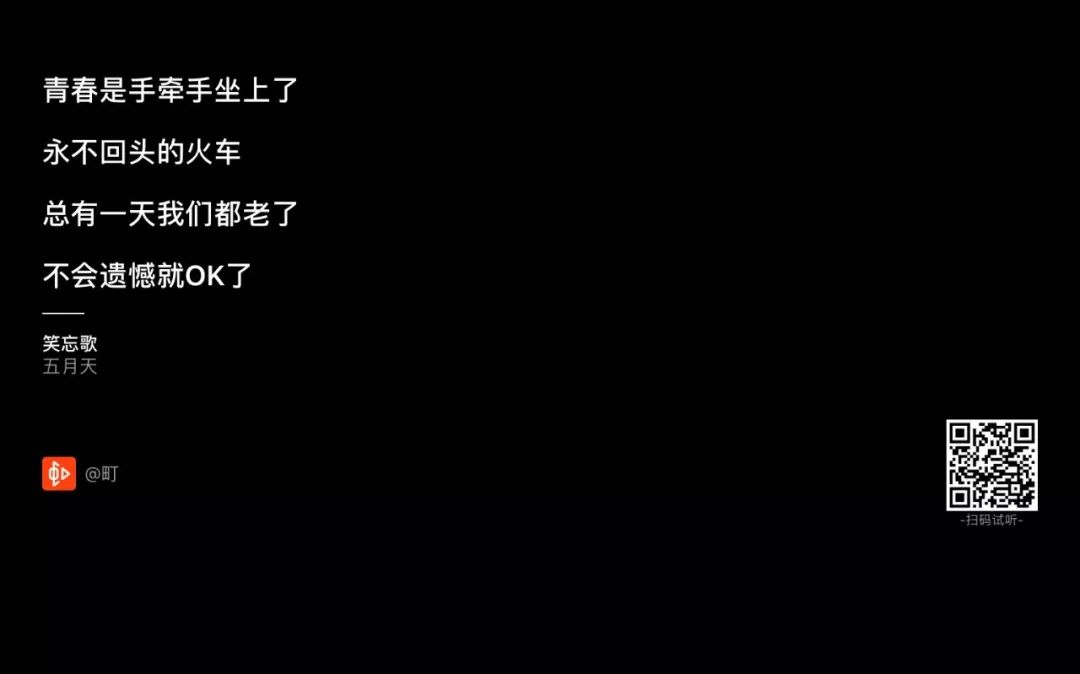 青春是手牵手坐上了
永不回头的火车
总有一天我们都老了
不会遗憾就OK了
笑忘歌
五月天
@町
-扫码试听-